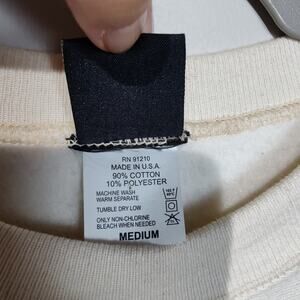 RN 91210
MADE IN U.S.A.
90% COTTON
10% POLYESTER
MACHINE WASH
WARM SEPARATE
TUMBLE DRY LOW
ONLY NON-CHLORINE
BLEACH WHEN NEEDED
MEDIUM